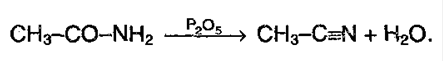 CH₃–CO–NH₂ —P₂O₅→ CH₃–C≡N + H₂O.